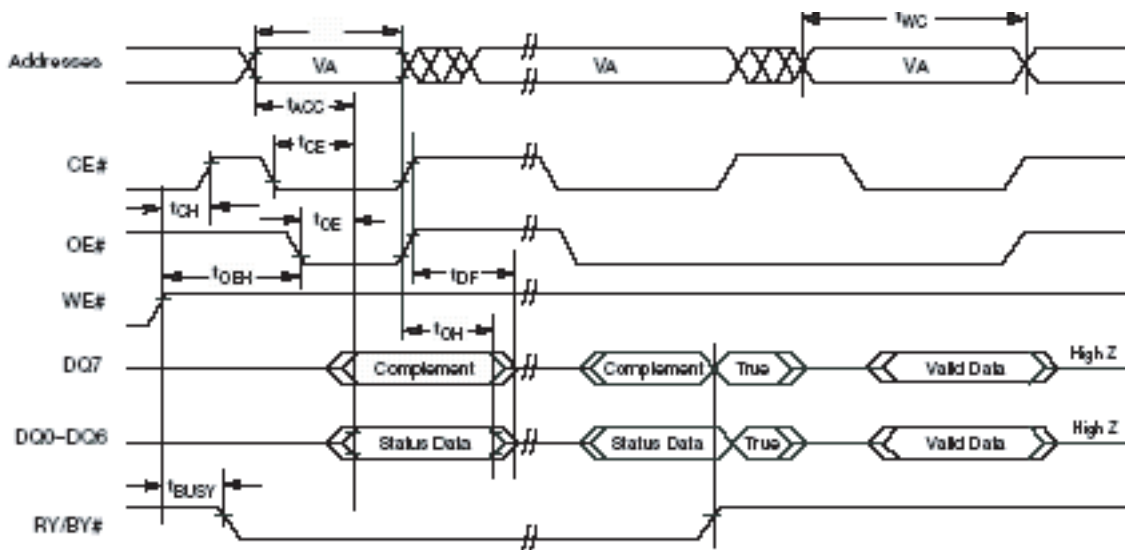 tWC
Addresses VA VA VA
tACC
tCE
CE#
tCH tOE
OE#
tOEH tDF
WE#
tOH
DQ7 Complement Complement True Valid Data High Z
DQ0–DQ6 Status Data Status Data True Valid Data High Z
tBUSY
RY/BY#